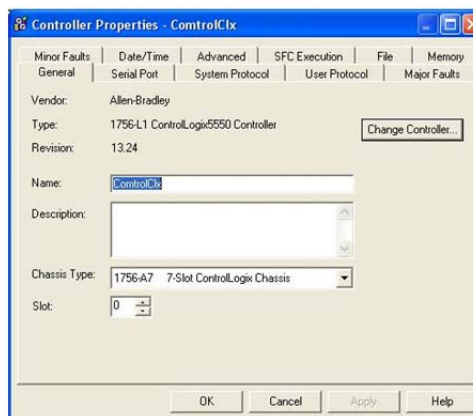 Controller Properties - ComtrolClx
Minor Faults Date/Time Advanced SFC Execution File Memory
General Serial Port System Protocol User Protocol Major Faults
Vendor: Allen-Bradley
Type: 1756-L1 ControlLogix5550 Controller
Change Controller...
Revision: 13.24
Name: ComtrolClx
Description:
Chassis Type: 1756-A7 7-Slot ControlLogix Chassis
Slot: 0
OK Cancel Apply Help